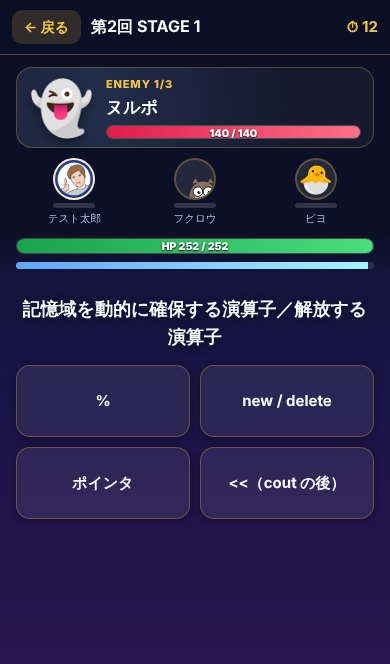 ← 戻る 第2回 STAGE 1 ⏱ 12
ENEMY 1/3
ヌルポ
140 / 140
テスト太郎 フクロウ ピヨ
HP 252 / 252
記憶域を動的に確保する演算子／解放する
演算子
% new / delete
ポインタ <<（cout の後）